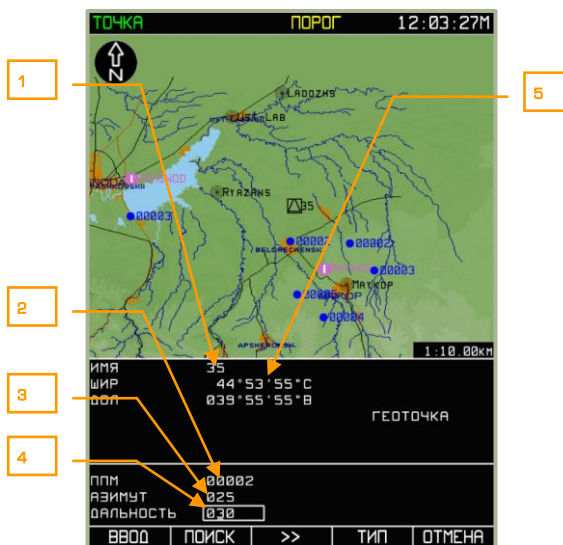 ТОЧКА ПОРОГ 12:03:27М
1
5
N
LADOZHS
UST-LAB
RYAZANS
00003
35
00002
00002
BELORECHENSK
00003
MAYKOP
00004
2
APSHERONSK
1:10.00КМ
ИМЯ 35
ШИР 44°53'55"С
ДОЛ 039°55'55"В
3
ГЕОТОЧКА
4
ППМ 00002
АЗИМУТ 025
ДАЛЬНОСТЬ 030
ВВОД ПОИСК >> ТИП ОТМЕНА